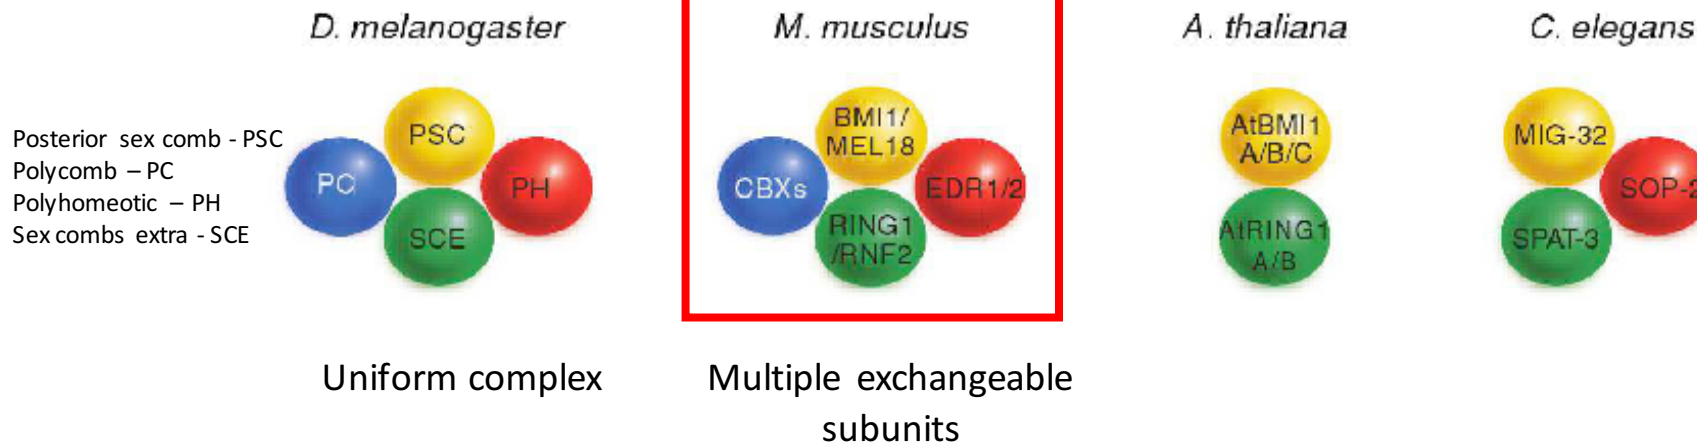 D. melanogaster
M. musculus
A. thaliana
C. elegans
Posterior sex comb - PSC
Polycomb – PC
Polyhomeotic – PH
Sex combs extra - SCE
PSC
PC
PH
SCE
BMI1/
MEL18
CBXs
EDR1/2
RING1
/RNF2
AtBMI1
A/B/C
AtRING1
A/B
MIG-32
SOP-2
SPAT-3
Uniform complex
Multiple exchangeable
subunits